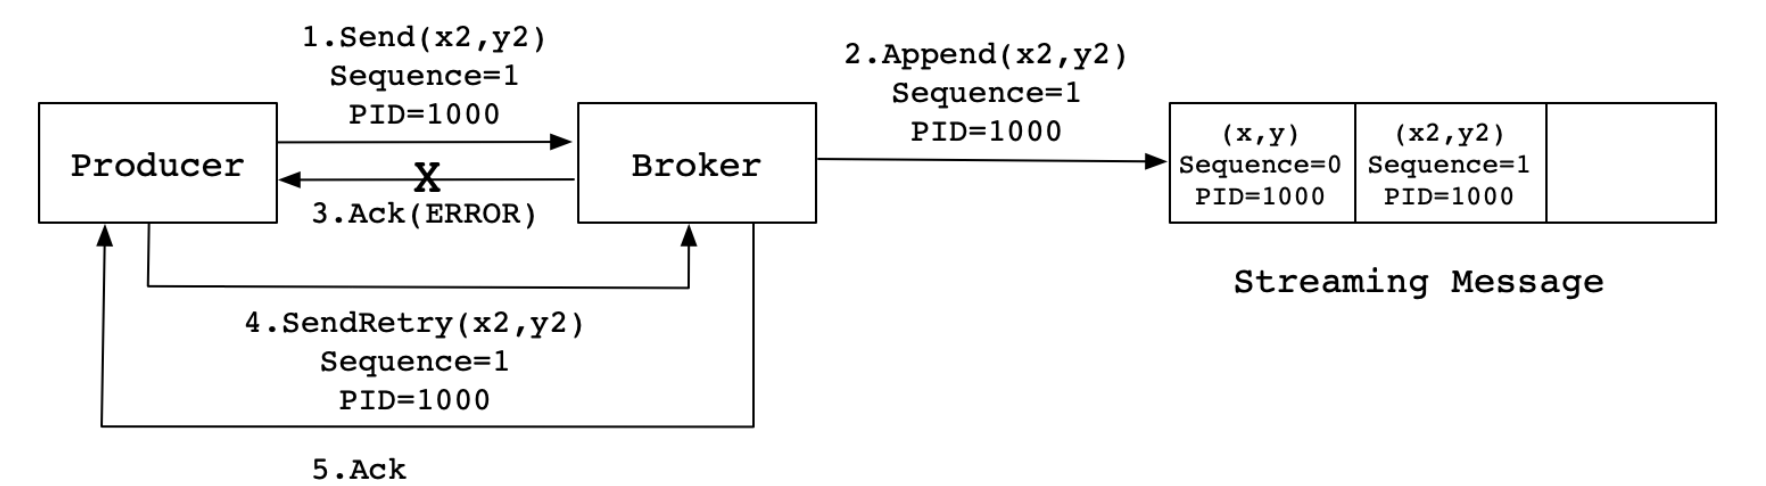 1.Send(x2,y2)
Sequence=1
PID=1000
2.Append(x2,y2)
Sequence=1
PID=1000
Producer
X
3.Ack(ERROR)
Broker
(x,y)
Sequence=0
PID=1000
(x2,y2)
Sequence=1
PID=1000
Streaming Message
4.SendRetry(x2,y2)
Sequence=1
PID=1000
5.Ack